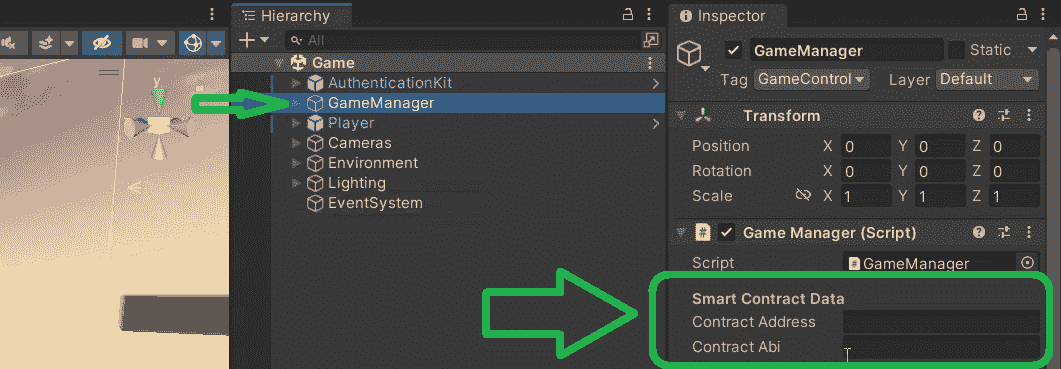 Hierarchy
All
Game
AuthenticationKit
GameManager
Player
Cameras
Environment
Lighting
EventSystem
y
Inspector
GameManager
Static
Tag GameControl Layer Default
Transform
Position X 0 Y 0 Z 0
Rotation X 0 Y 0 Z 0
Scale X 1 Y 1 Z 1
# Game Manager (Script)
Script # GameManager
Smart Contract Data
Contract Address
Contract Abi